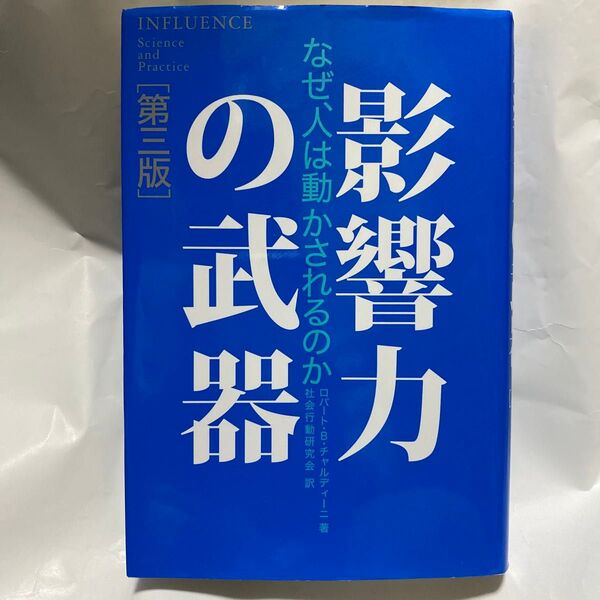 INFLUENCE
Science
and
Practice
影響力
の武器
なぜ、人は動かされるのか
[第三版]
ロバート・B・チャルディーニ 著
社会行動研究会 訳